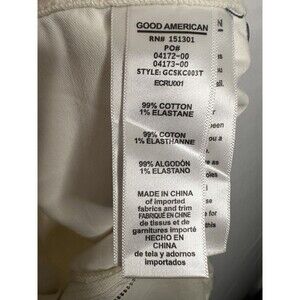 GOOD AMERICAN
RN# 151301
PO#
04172-00
04173-00
STYLE: GCSKC003T
ECRU001
99% COTTON
1% ELASTANE
99% COTON
1% ELASTHANNE
99% ALGODÓN
1% ELASTANO
MADE IN CHINA
of imported
fabrics and trim
FABRIQUÉ EN CHINE
de tissus et de
garnitures importés
HECHO EN
CHINA
de tela y adornos
importados